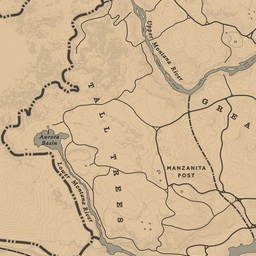 Upper Montana River
TALL TREES
GREA
Aurora
Basin
MANZANITA
POST
Lower Montana River